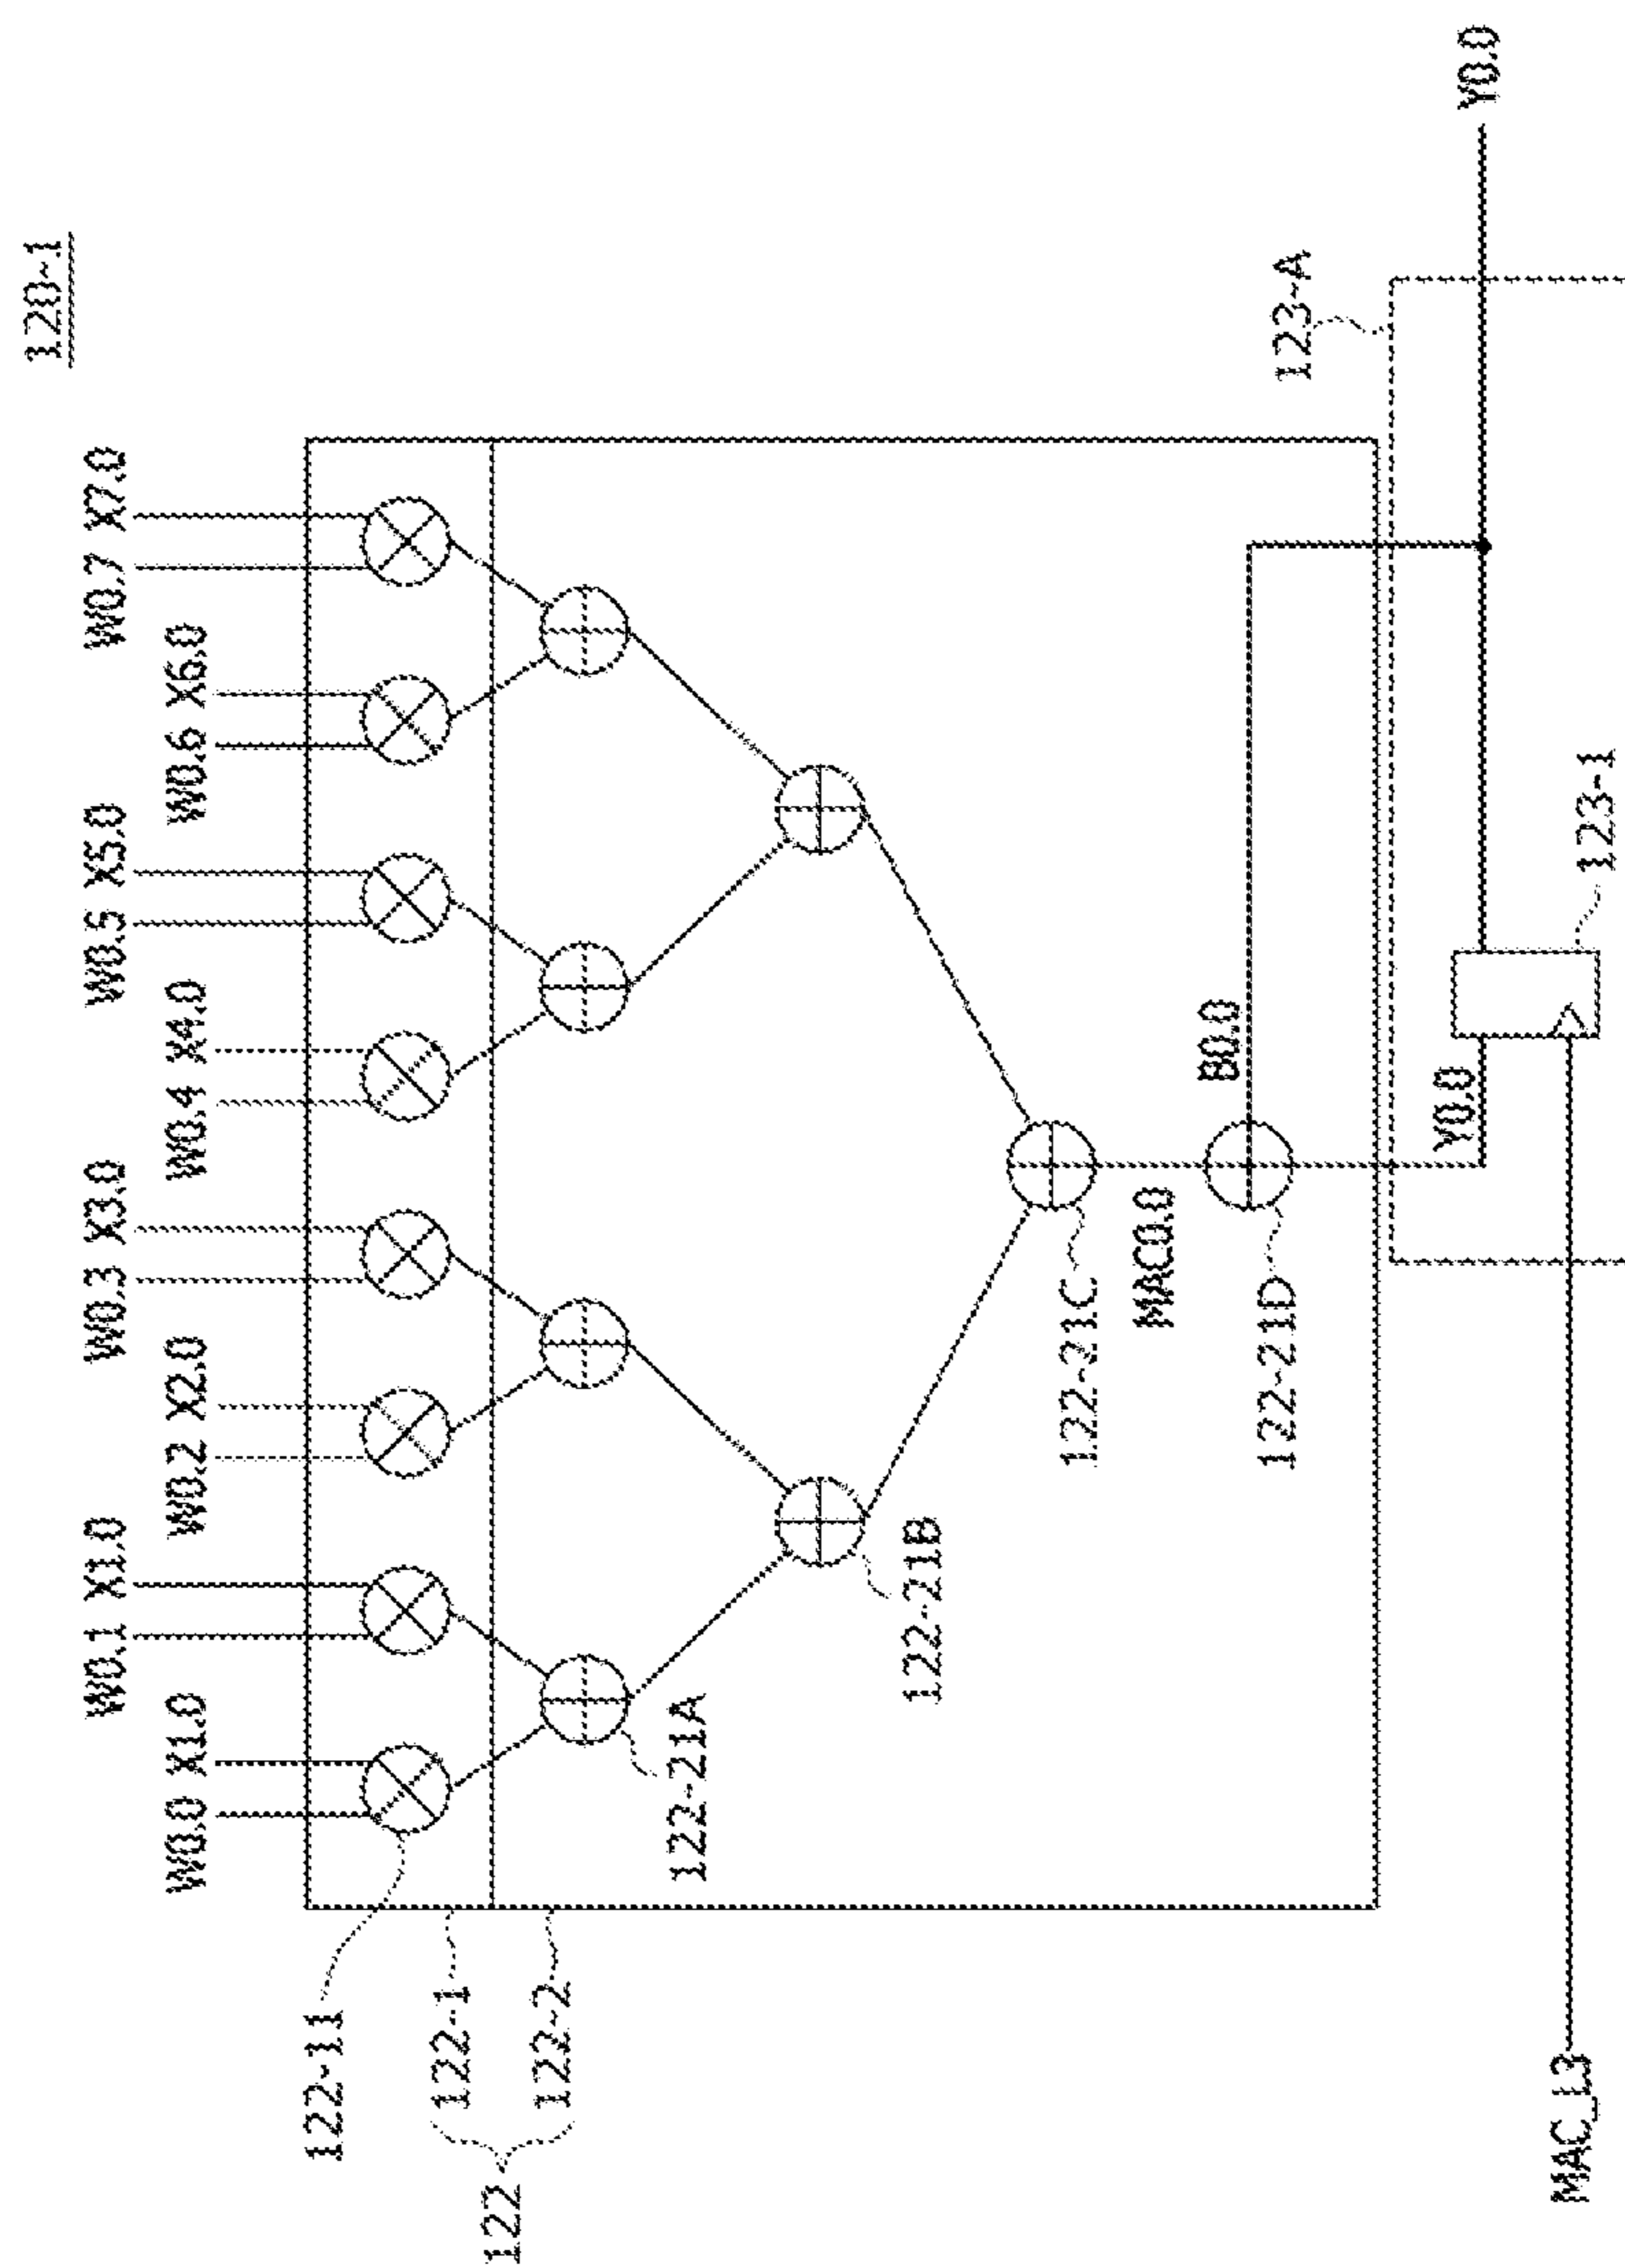 120-1
W0.1 X1.0
W0.3 X3.0
W0.5 X5.0
W0.7 X7.0
W0.0 X1.0
W0.2 X2.0
W0.4 X4.0
W0.6 X6.0
122-11
122-1
122
122-2
122-21A
122-21B
122-21C
MAC0.0
B0.0
122-21D
123-A
Y0.0
Y0.0
MAC_L3
123-1